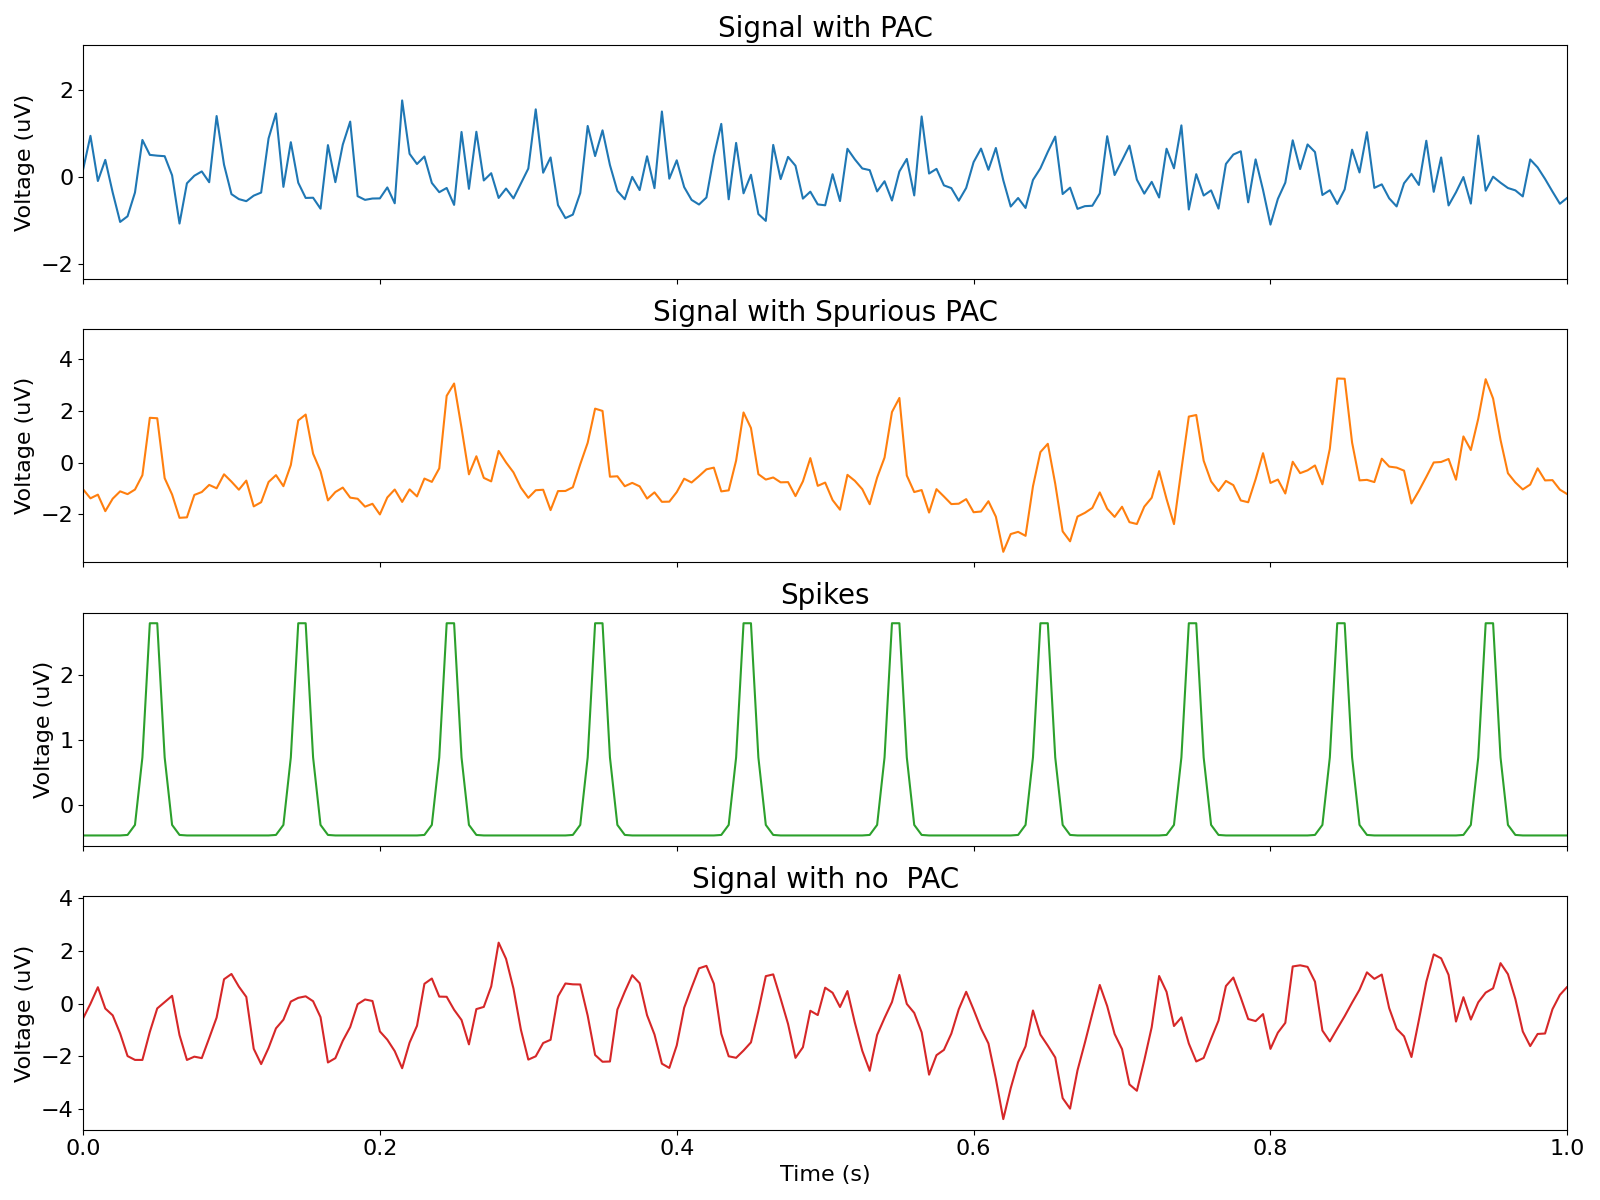 Signal with PAC
Voltage (uV)
2
0
−2
Signal with Spurious PAC
Voltage (uV)
4
2
0
−2
Spikes
Voltage (uV)
2
1
0
Signal with no  PAC
Voltage (uV)
4
2
0
−2
−4
0.0 0.2 0.4 0.6 0.8 1.0
Time (s)